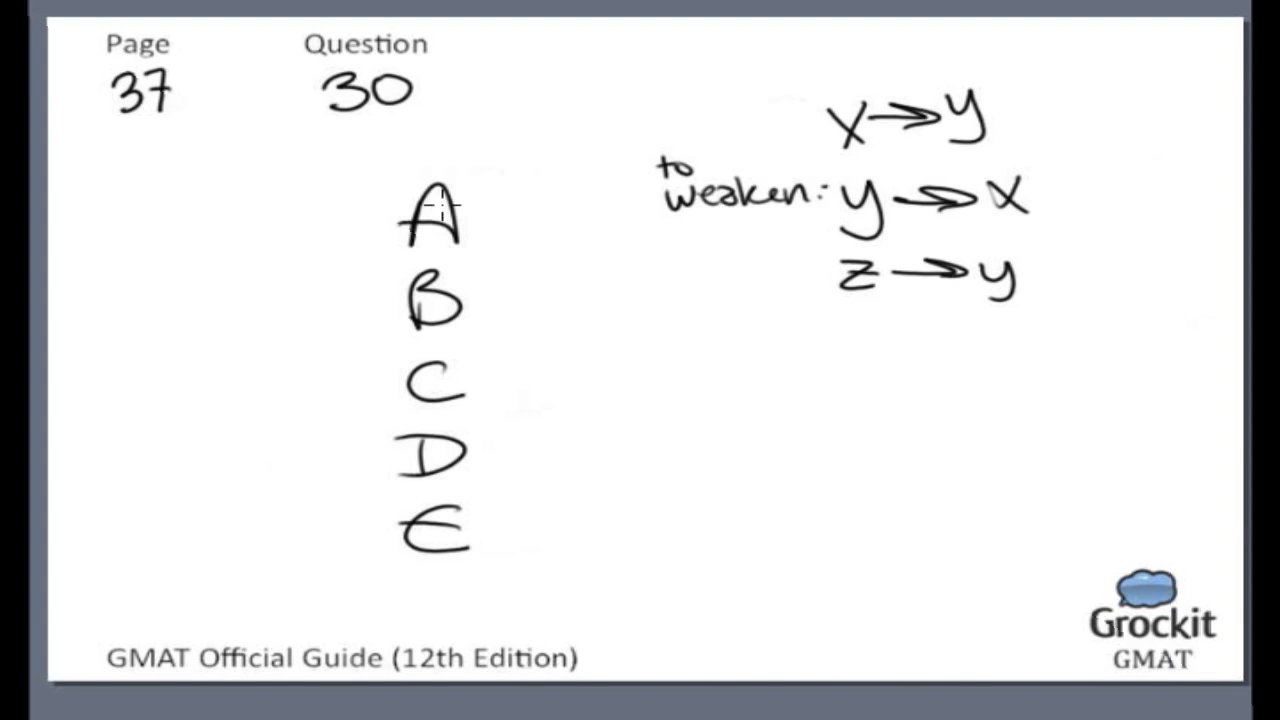 Page Question
37 30
X → y
to
weaken: y → X
z → y
A
B
C
D
E
Grockit
GMAT
GMAT Official Guide (12th Edition)